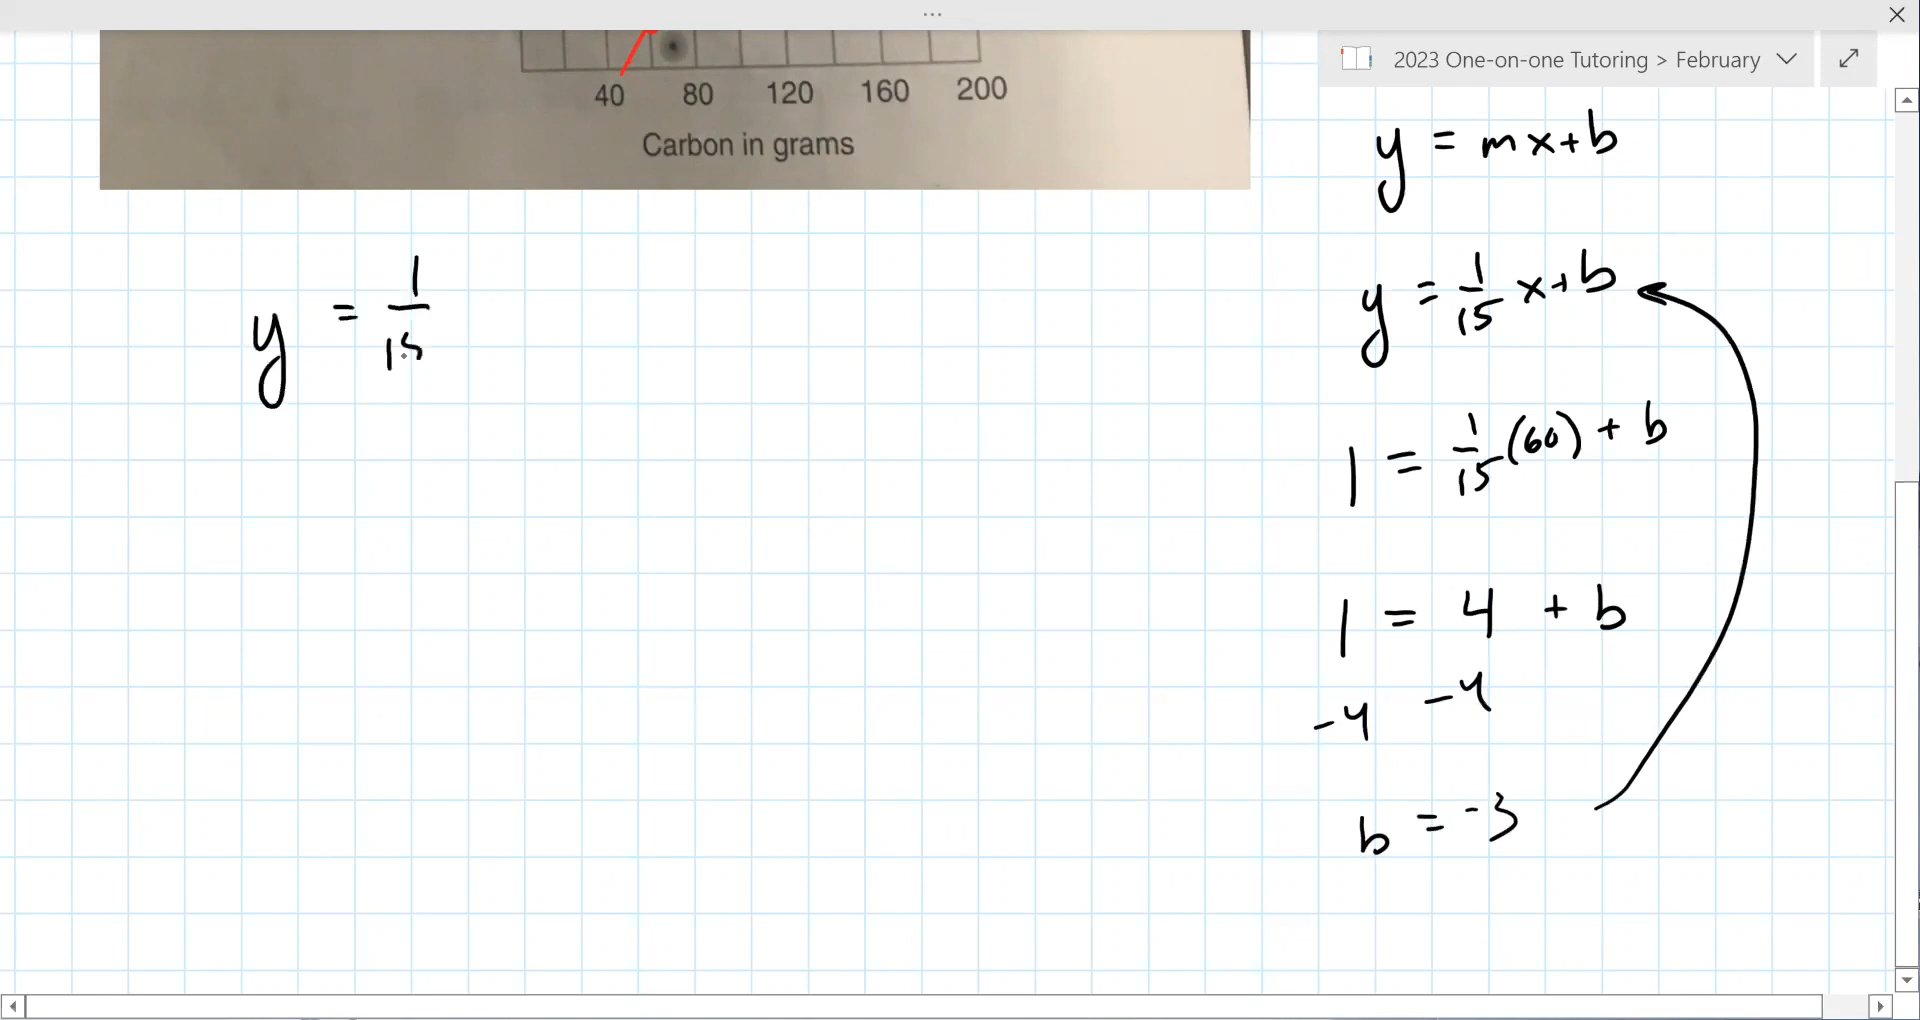 2023 One-on-one Tutoring > February
40 80 120 160 200
Carbon in grams
y = 1/15
y = mx+b
y = 1/15 x+b
1 = 1/15 (60) + b
1 = 4 + b
-4 -4
b = -3